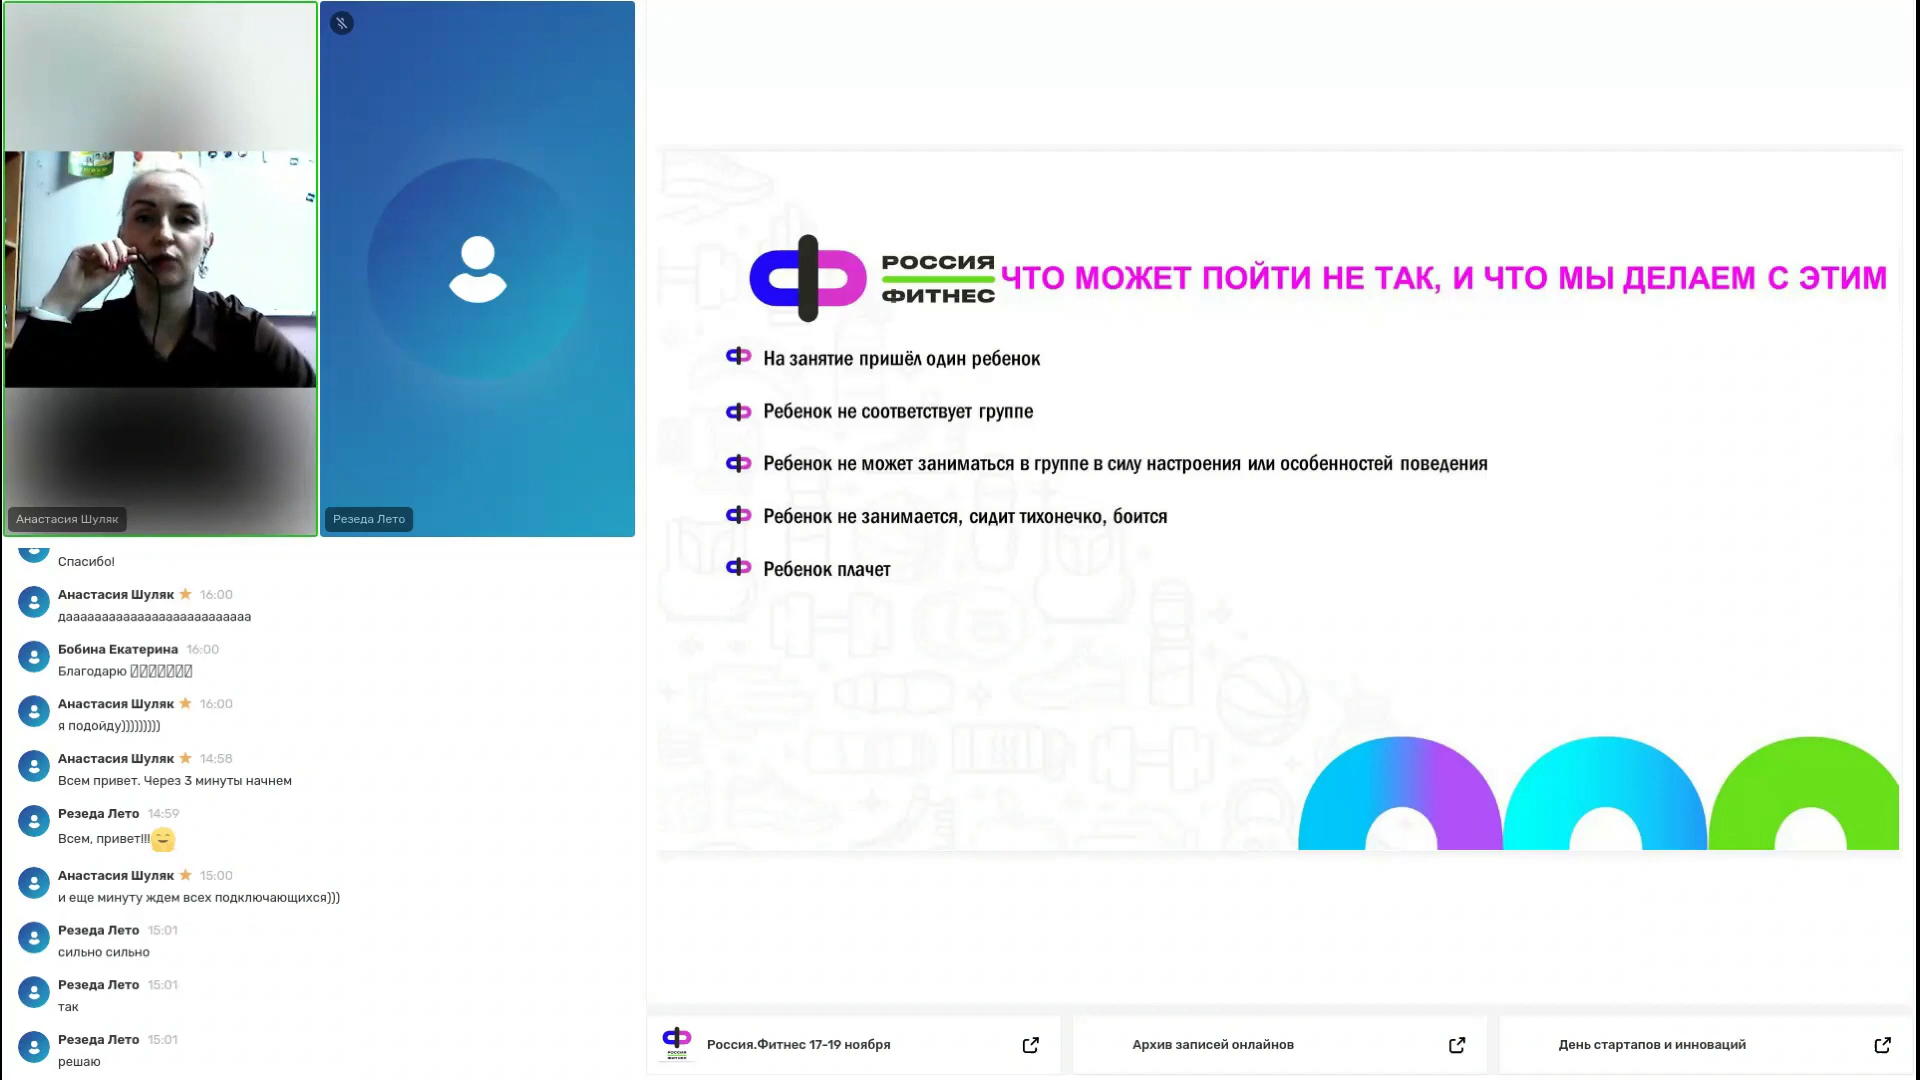 Анастасия Шуляк
Резеда Лето
Спасибо!
Анастасия Шуляк 16:00
даааааааааааааааааааааааааа
Бобина Екатерина 16:00
Благодарю
Анастасия Шуляк 16:00
я подойду)))))))))
Анастасия Шуляк 14:58
Всем привет. Через 3 минуты начнем
Резеда Лето 14:59
Всем, привет!!!
Анастасия Шуляк 15:00
и еще минуту ждем всех подключающихся)))
Резеда Лето 15:01
сильно сильно
Резеда Лето 15:01
так
Резеда Лето 15:01
решаю
РОССИЯ
ФИТНЕС
ЧТО МОЖЕТ ПОЙТИ НЕ ТАК, И ЧТО МЫ ДЕЛАЕМ С ЭТИМ
На занятие пришёл один ребенок
Ребенок не соответствует группе
Ребенок не может заниматься в группе в силу настроения или особенностей поведения
Ребенок не занимается, сидит тихонечко, боится
Ребенок плачет
Россия.Фитнес 17-19 ноября
Архив записей онлайнов
День стартапов и инноваций